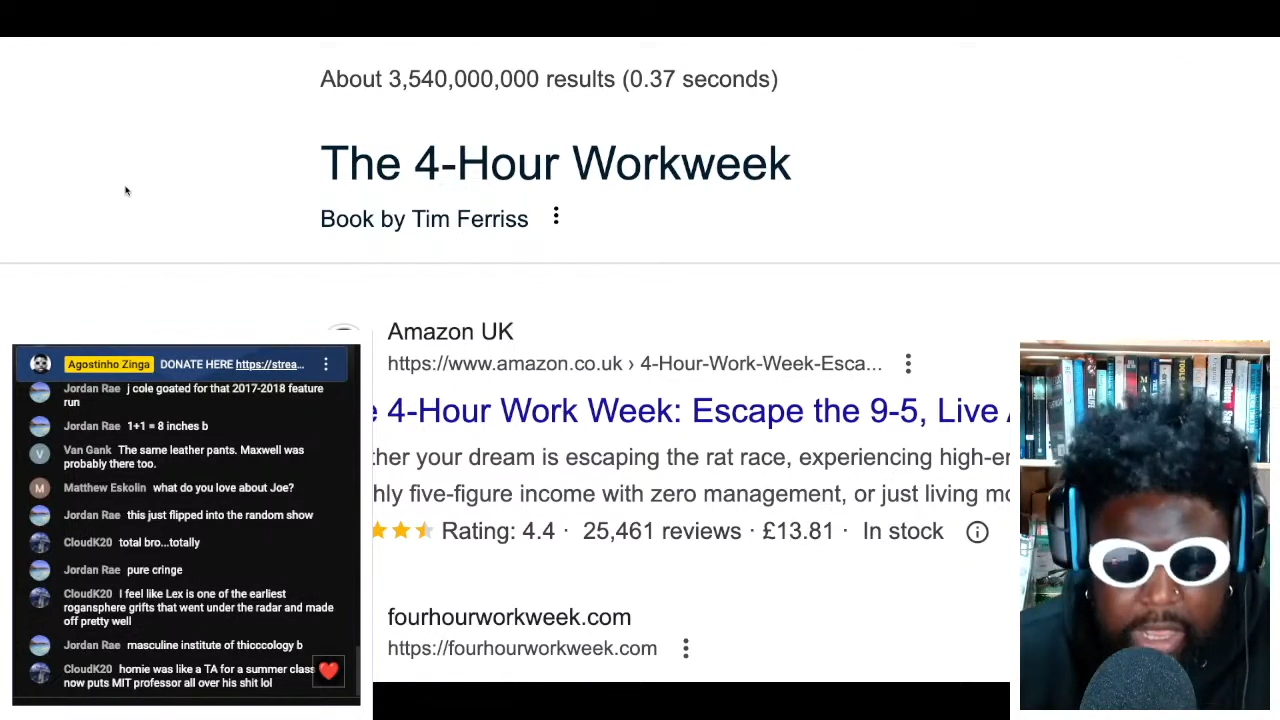 About 3,540,000,000 results (0.37 seconds)
The 4-Hour Workweek
Book by Tim Ferriss
Amazon UK
https://www.amazon.co.uk › 4-Hour-Work-Week-Esca...
4-Hour Work Week: Escape the 9-5, Live
ther your dream is escaping the rat race, experiencing high-er
hly five-figure income with zero management, or just living mo
Rating: 4.4 · 25,461 reviews · £13.81 · In stock
fourhourworkweek.com
https://fourhourworkweek.com
Agostinho Zinga DONATE HERE https://strea...
Jordan Rae j cole goated for that 2017-2018 feature
run
Jordan Rae 1+1 = 8 inches b
V Van Gank The same leather pants. Maxwell was
probably there too.
M Matthew Eskolin what do you love about Joe?
Jordan Rae this just flipped into the random show
CloudK20 total bro...totally
Jordan Rae pure cringe
CloudK20 I feel like Lex is one of the earliest
rogansphere grifts that went under the radar and made
off pretty well
Jordan Rae masculine institute of thicccology b
CloudK20 homie was like a TA for a summer class
now puts MIT professor all over his shit lol